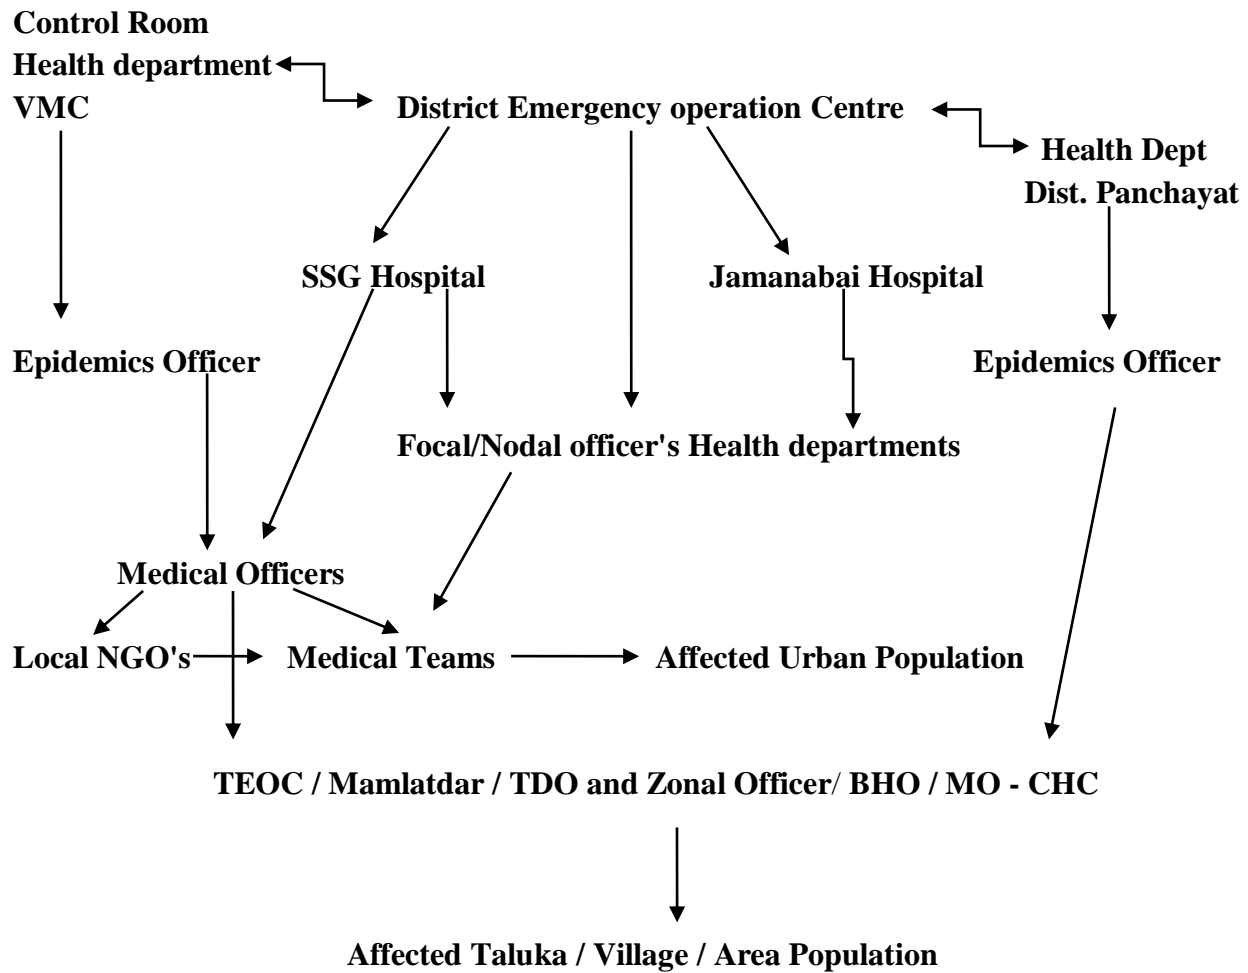 Control Room
Health department
VMC
District Emergency operation Centre
Health Dept
Dist. Panchayat
SSG Hospital
Jamanabai Hospital
Epidemics Officer
Epidemics Officer
Focal/Nodal officer's Health departments
Medical Officers
Local NGO's
Medical Teams
Affected Urban Population
TEOC / Mamlatdar / TDO and Zonal Officer/ BHO / MO - CHC
Affected Taluka / Village / Area Population